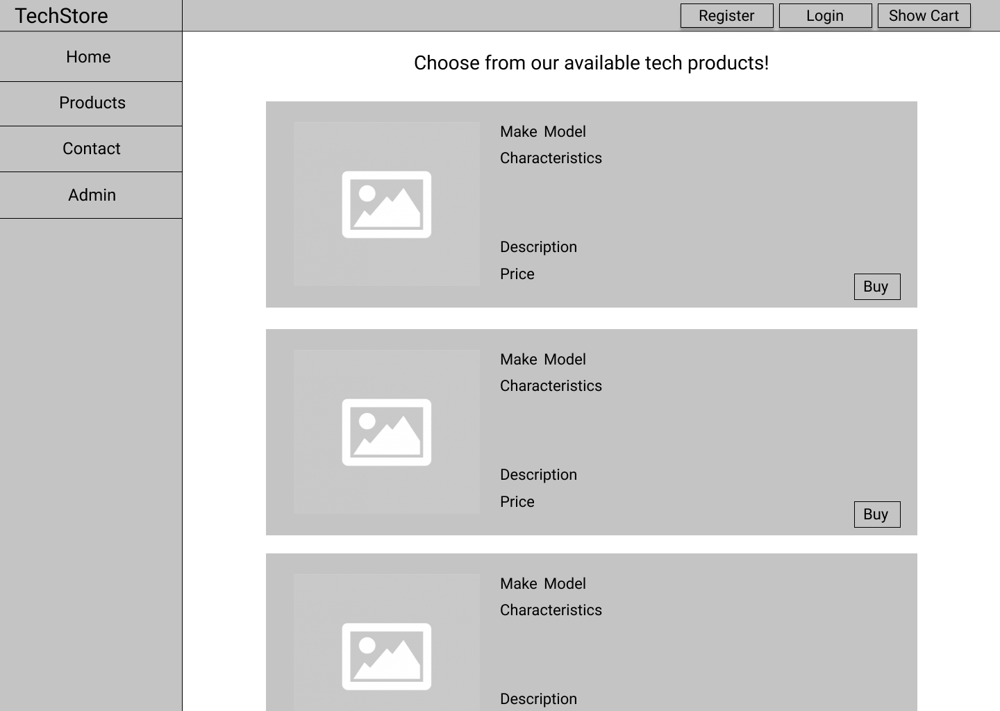 TechStore
Register
Login
Show Cart
Home
Products
Contact
Admin
Choose from our available tech products!
Make Model
Characteristics
Description
Price
Buy
Make Model
Characteristics
Description
Price
Buy
Make Model
Characteristics
Description